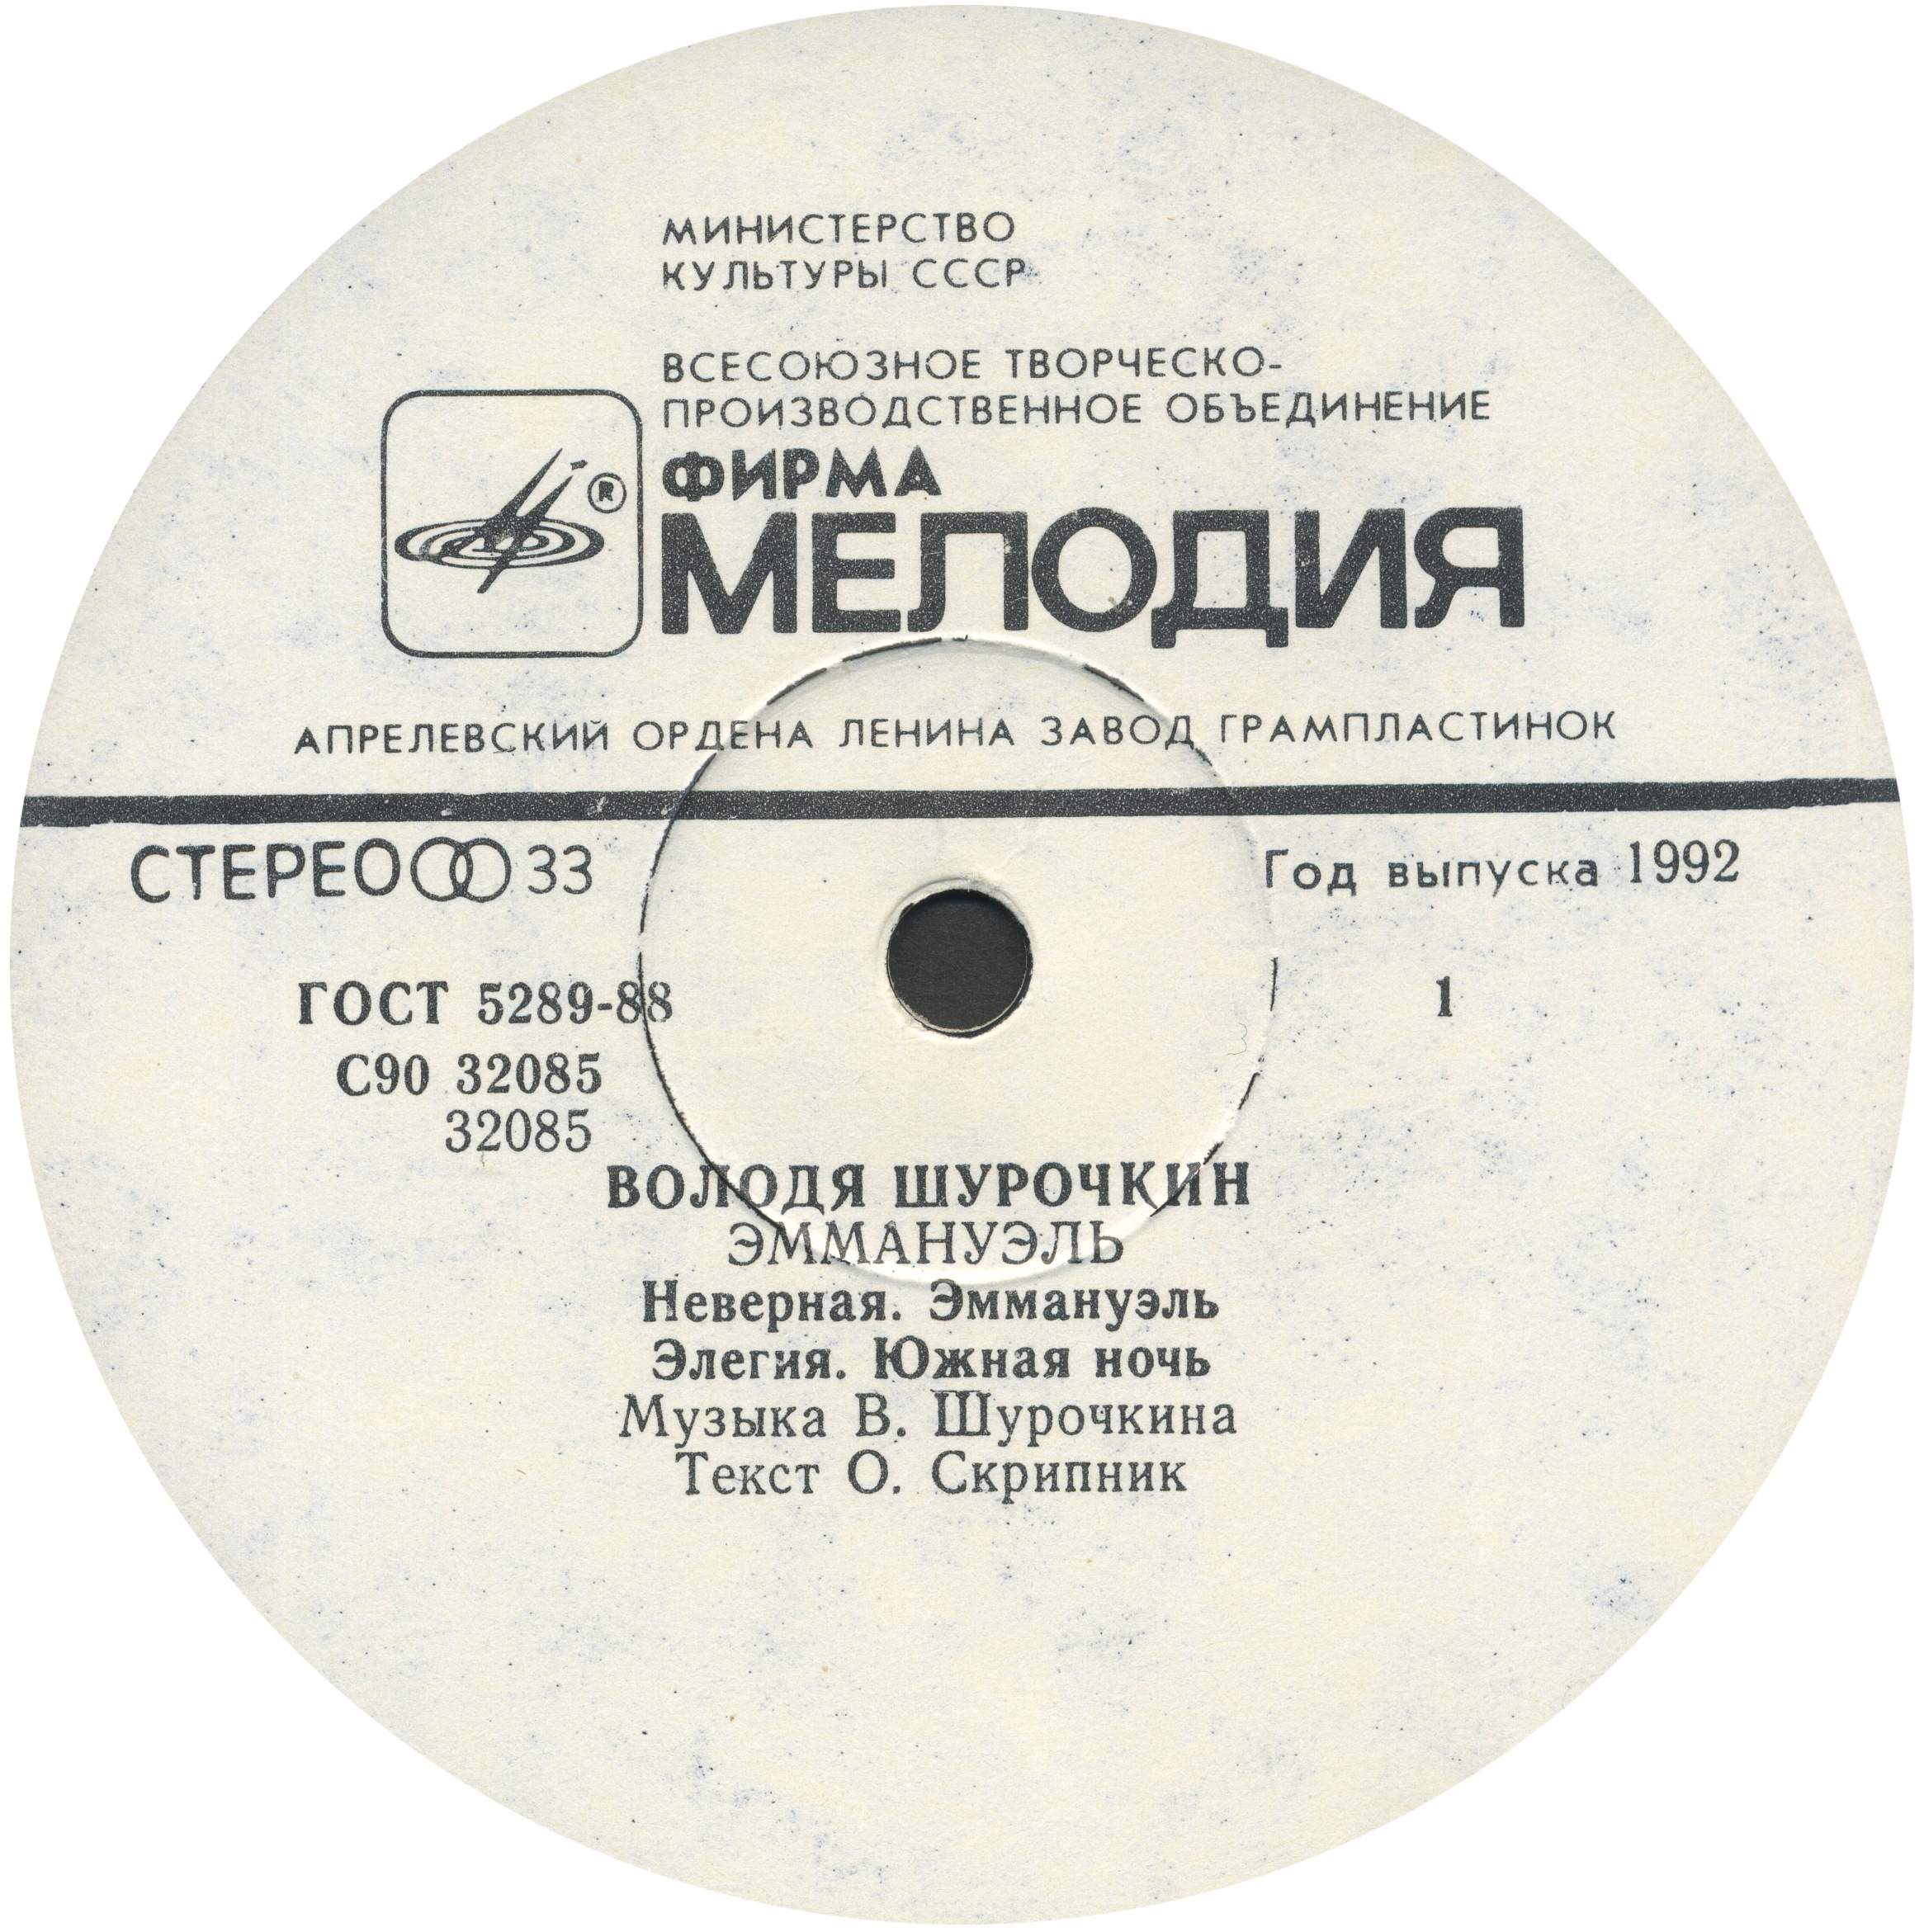 МИНИСТЕРСТВО
КУЛЬТУРЫ СССР
ВСЕСОЮЗНОЕ ТВОРЧЕСКО-
ПРОИЗВОДСТВЕННОЕ ОБЪЕДИНЕНИЕ
ФИРМА
МЕЛОДИЯ
®
АПРЕЛЕВСКИЙ ОРДЕНА ЛЕНИНА ЗАВОД ГРАМПЛАСТИНОК
СТЕРЕО 33
Год выпуска 1992
ГОСТ 5289-88
1
С90 32085
32085
ВОЛОДЯ ШУРОЧКИН
ЭММАНУЭЛЬ
Неверная. Эммануэль
Элегия. Южная ночь
Музыка В. Шурочкина
Текст О. Скрипник